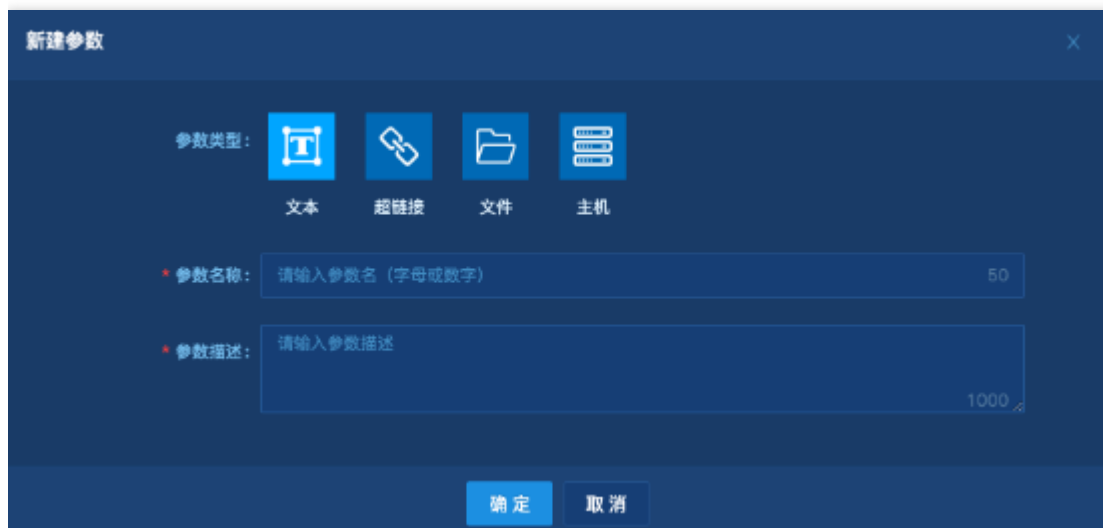 新建参数
参数类型：
文本
超链接
文件
主机
* 参数名称：
请输入参数名（字母或数字）
50
* 参数描述：
请输入参数描述
1000
确定
取消